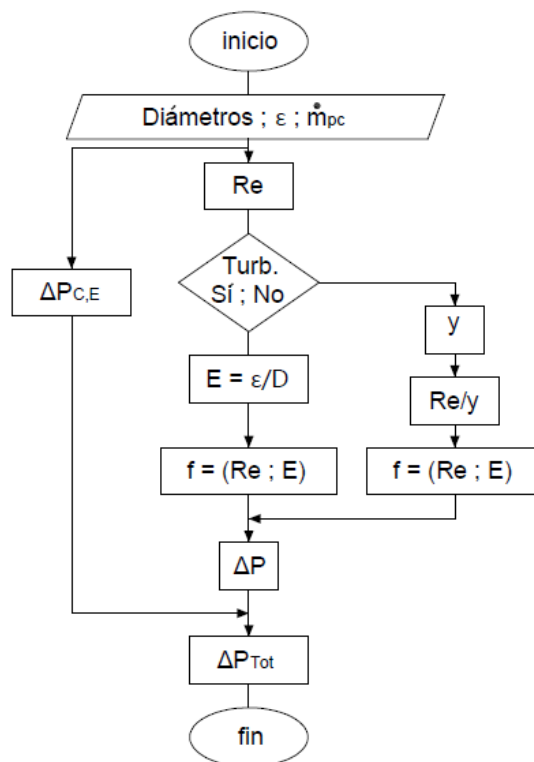 inicio
Diámetros ; ε ; ṁpc
Re
Turb.
Sí ; No
ΔPC,E
y
E = ε/D
Re/y
f = (Re ; E)
f = (Re ; E)
ΔP
ΔPTot
fin